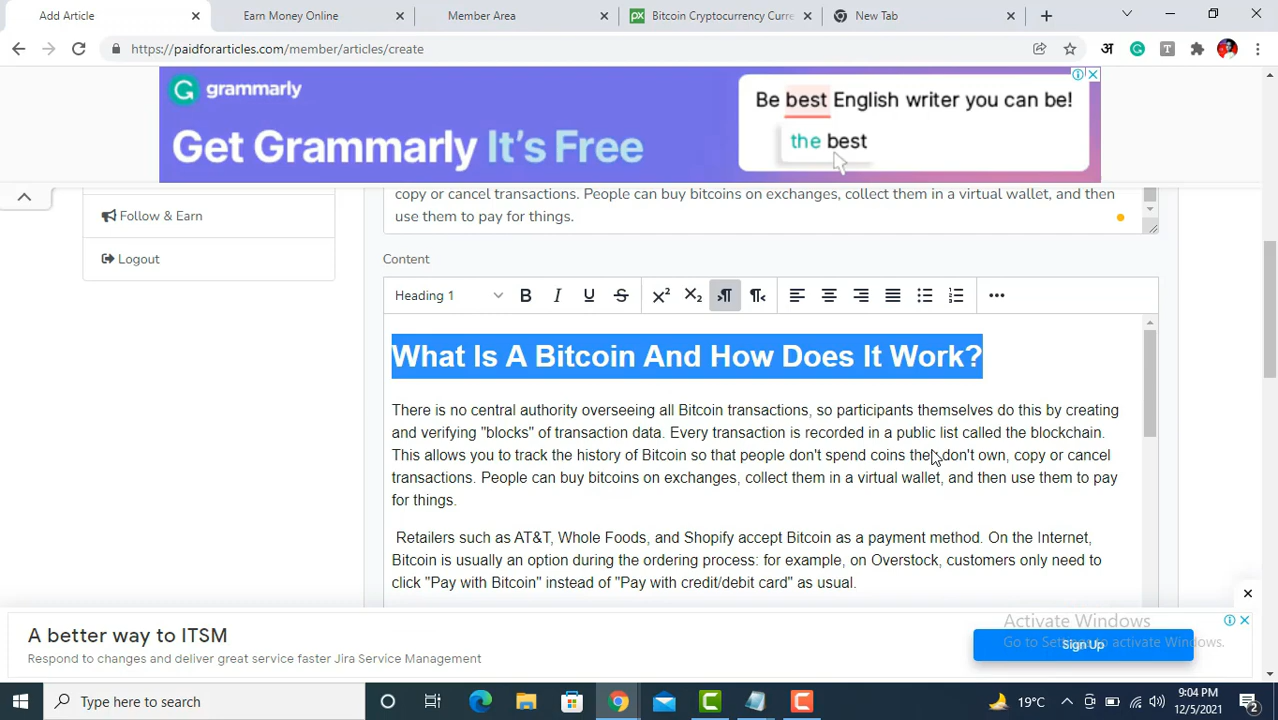 Add Article
Earn Money Online
Member Area
Bitcoin Cryptocurrency Curre
New Tab
https://paidforarticles.com/member/articles/create
अ
grammarly
Get Grammarly It's Free
Be best English writer you can be!
the best
copy or cancel transactions. People can buy bitcoins on exchanges, collect them in a virtual wallet, and then
use them to pay for things.
Follow & Earn
Logout
Content
Heading 1
What Is A Bitcoin And How Does It Work?
There is no central authority overseeing all Bitcoin transactions, so participants themselves do this by creating
and verifying "blocks" of transaction data. Every transaction is recorded in a public list called the blockchain.
This allows you to track the history of Bitcoin so that people don't spend coins they don't own, copy or cancel
transactions. People can buy bitcoins on exchanges, collect them in a virtual wallet, and then use them to pay
for things.
Retailers such as AT&T, Whole Foods, and Shopify accept Bitcoin as a payment method. On the Internet,
Bitcoin is usually an option during the ordering process: for example, on Overstock, customers only need to
click "Pay with Bitcoin" instead of "Pay with credit/debit card" as usual.
A better way to ITSM
Respond to changes and deliver great service faster Jira Service Management
Activate Windows
Go to Settings to activate Windows.
Sign Up
Type here to search
19°C
9:04 PM
12/5/2021
2